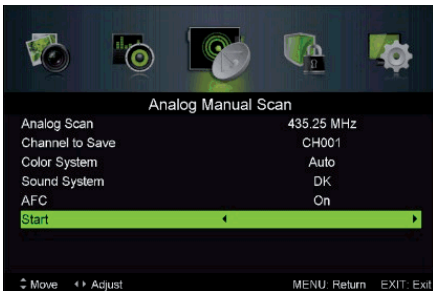 Analog Manual Scan
Analog Scan 435.25 MHz
Channel to Save CH001
Color System Auto
Sound System DK
AFC On
Start
Move Adjust MENU: Return EXIT: Exit